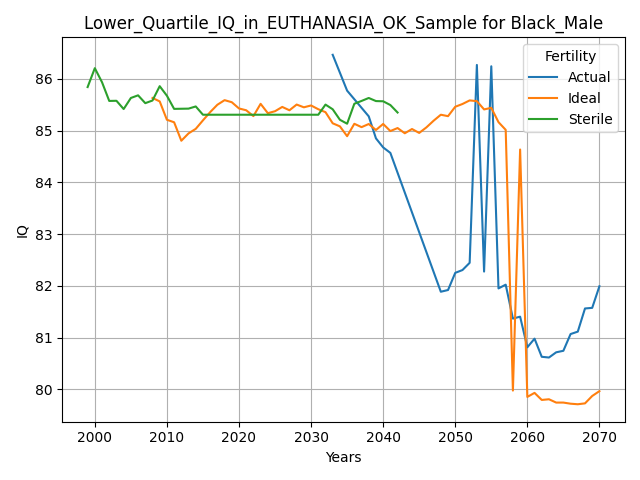 Lower_Quartile_IQ_in_EUTHANASIA_OK_Sample for Black_Male
Fertility
Actual
Ideal
Sterile
86
85
84
83
82
81
80
IQ
2000 2010 2020 2030 2040 2050 2060 2070
Years